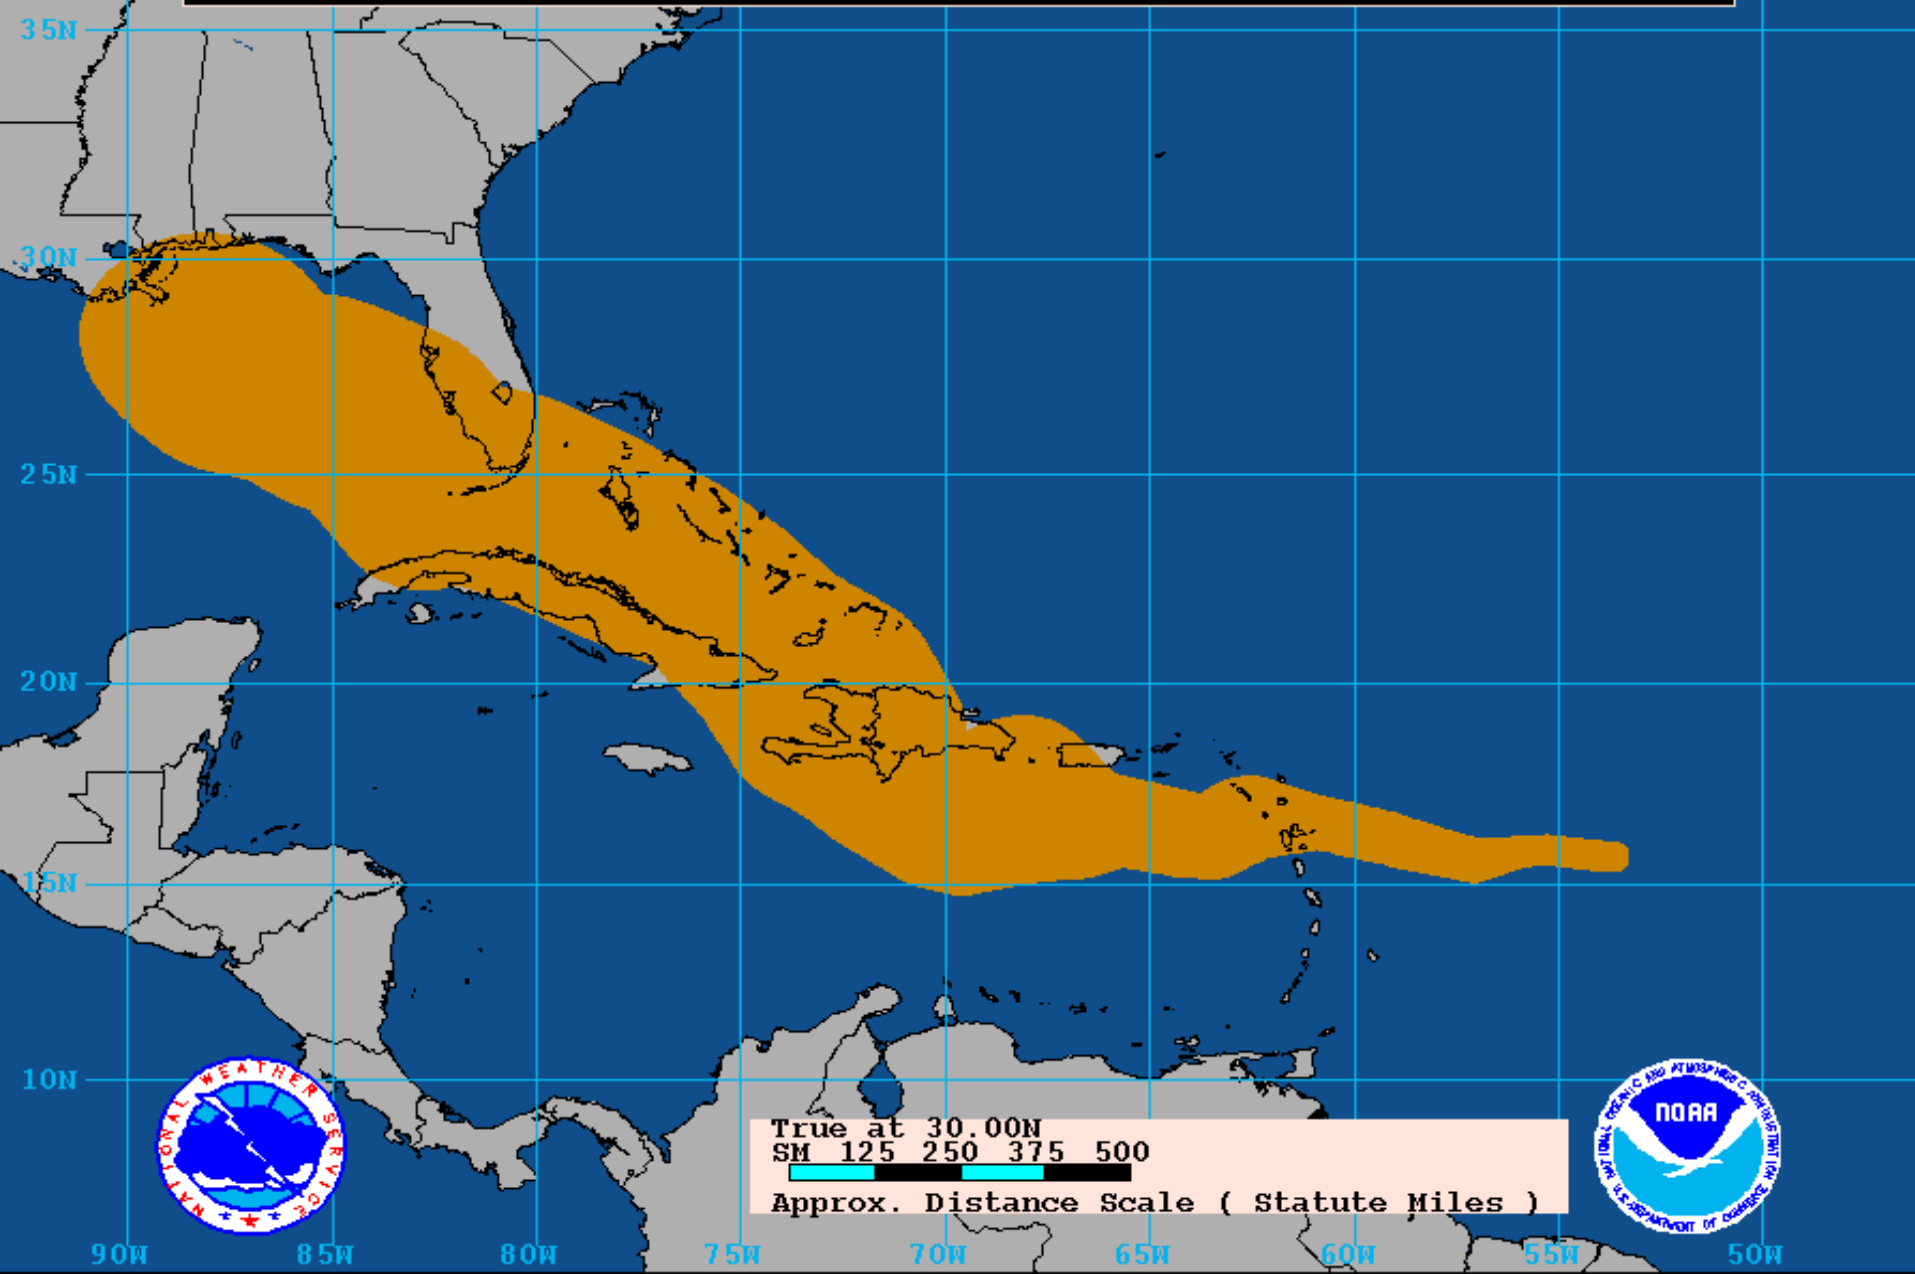 35N
30N
25N
20N
15N
10N
NATIONAL WEATHER SERVICE
NOAA
True at 30.00N
SM 125 250 375 500
Approx. Distance Scale ( Statute Miles )
90W 85W 80W 75W 70W 65W 60W 55W 50W